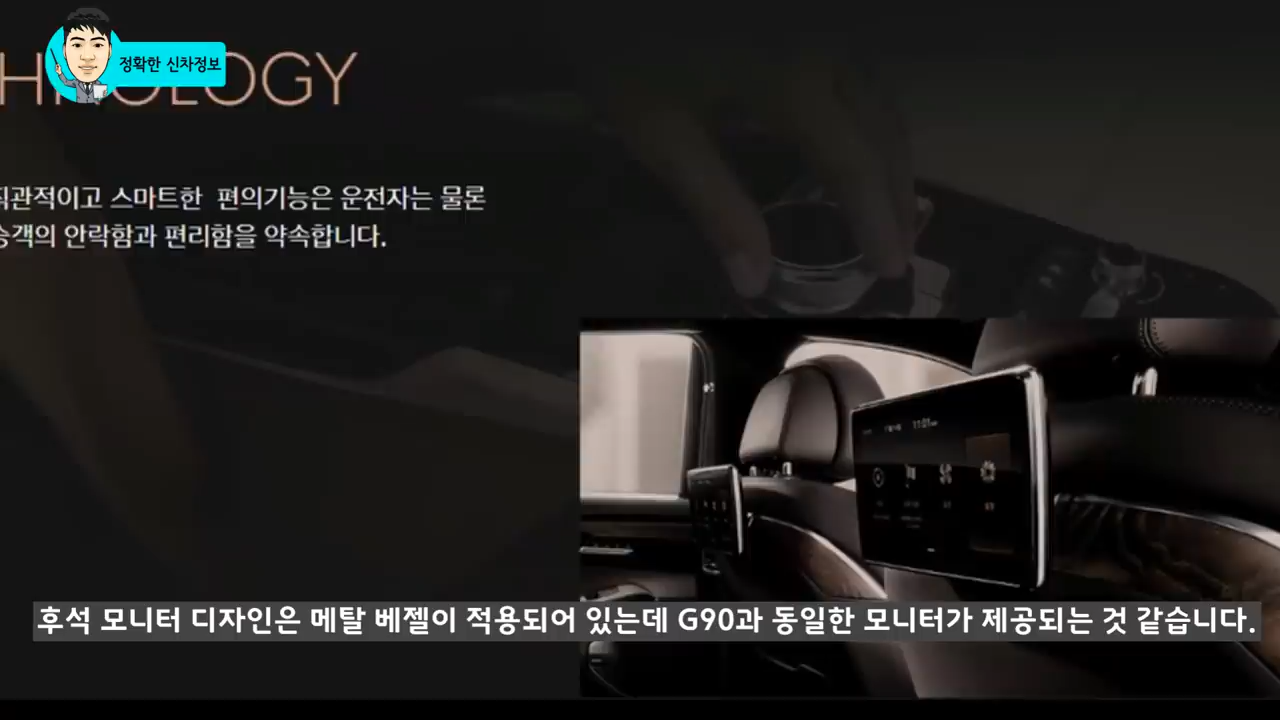 정확한 신차정보
HNOLOGY
직관적이고 스마트한 편의기능은 운전자는 물론
승객의 안락함과 편리함을 약속합니다.
11:01
후석 모니터 디자인은 메탈 베젤이 적용되어 있는데 G90과 동일한 모니터가 제공되는 것 같습니다.